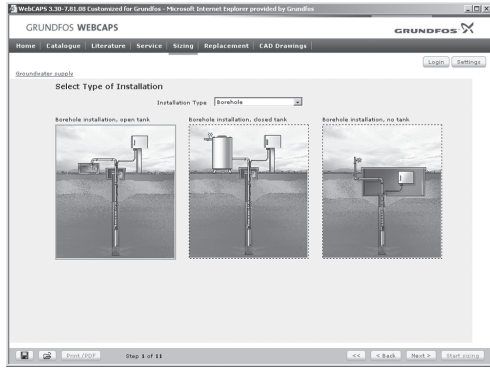 WebCAPS 3.30-7.81.08 Customized for Grundfos - Microsoft Internet Explorer provided by Grundfos
GRUNDFOS WEBCAPS
GRUNDFOS
Home | Catalogue | Literature | Service | Sizing | Replacement | CAD Drawings |
Login Settings
Groundwater supply
Select Type of Installation
Installation Type Borehole
Borehole installation, open tank Borehole installation, closed tank Borehole installation, no tank
Print/PDF Step 1 of 11 << < Back Next > Start sizing